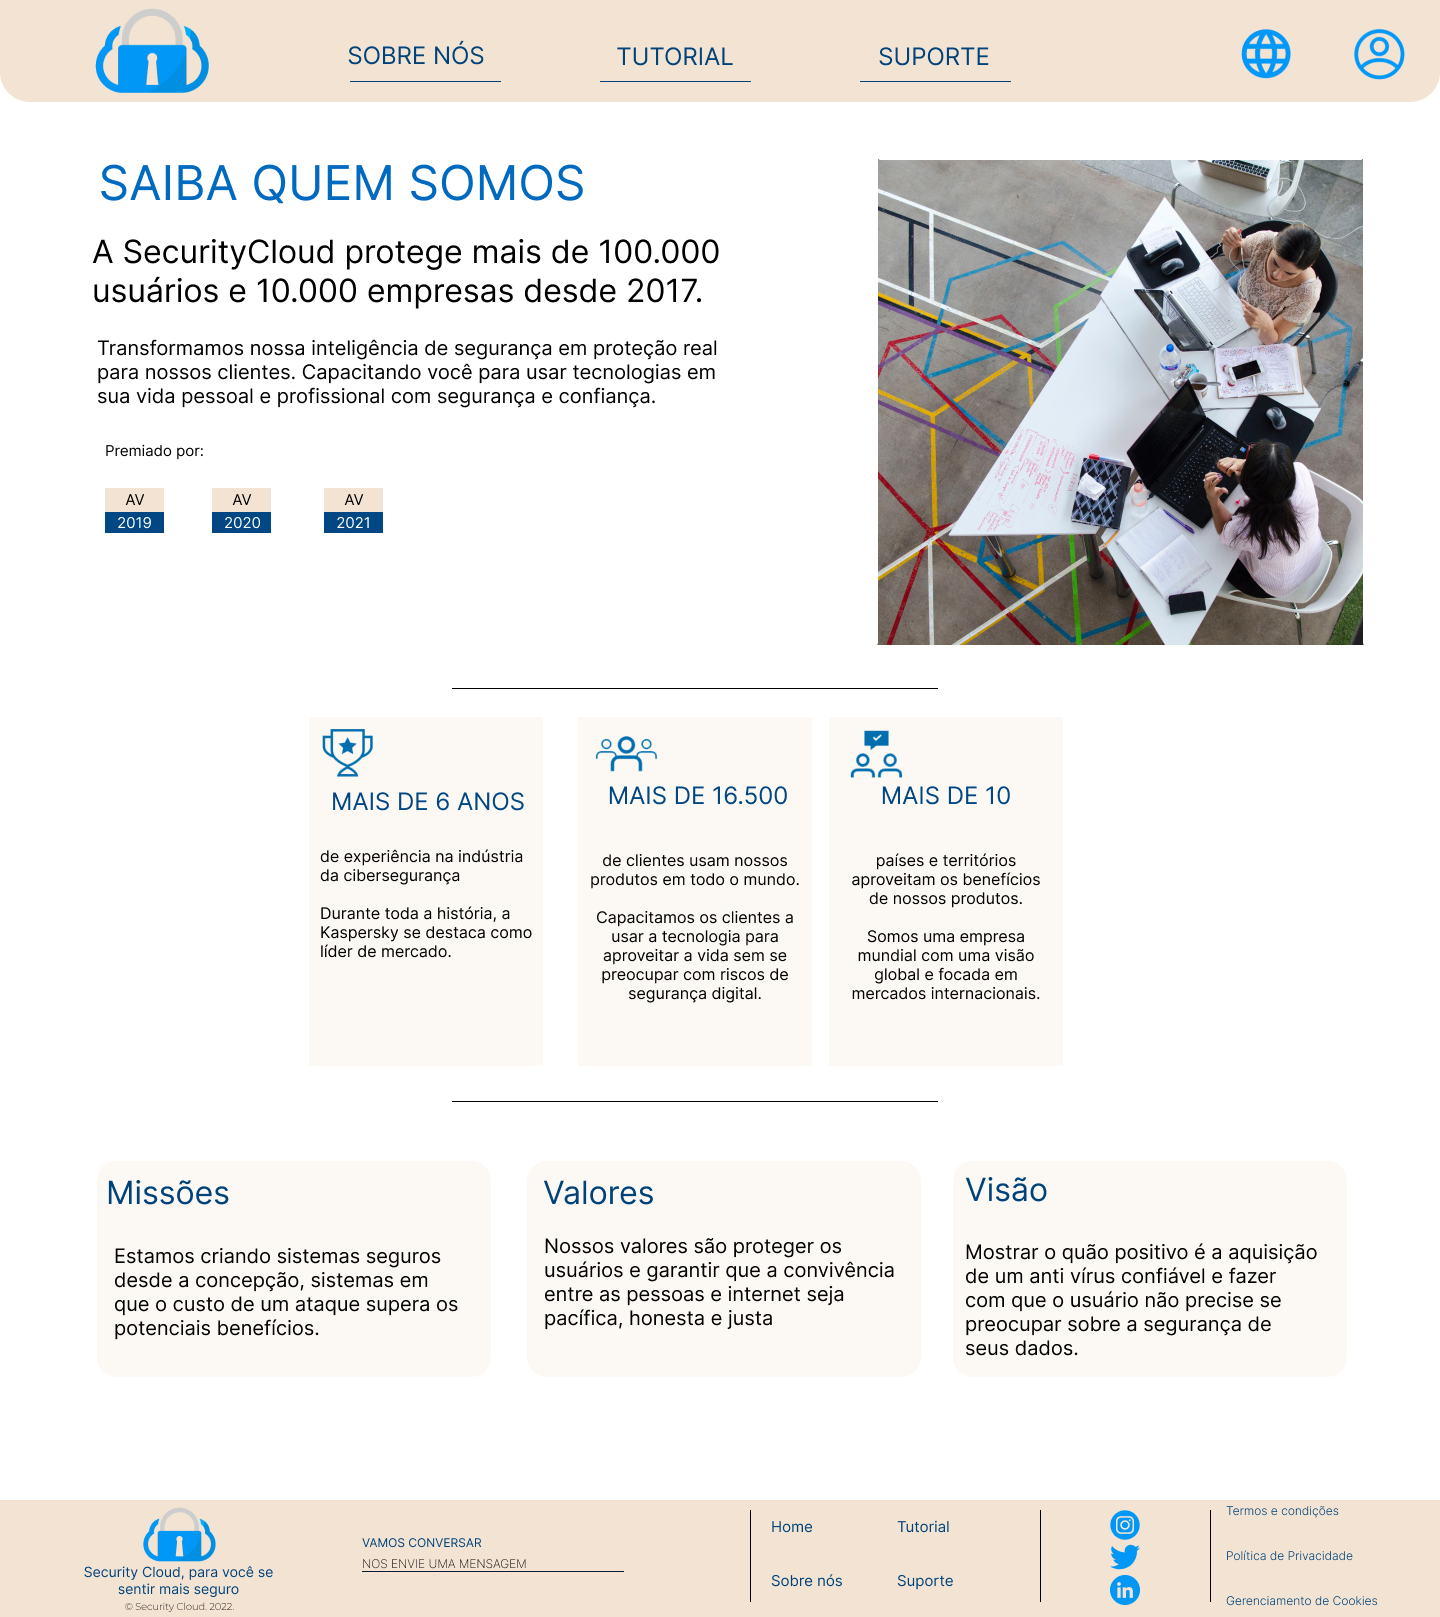 SOBRE NÓS
TUTORIAL
SUPORTE
SAIBA QUEM SOMOS
A SecurityCloud protege mais de 100.000
usuários e 10.000 empresas desde 2017.
Transformamos nossa inteligência de segurança em proteção real
para nossos clientes. Capacitando você para usar tecnologias em
sua vida pessoal e profissional com segurança e confiança.
Premiado por:
AV
2019
AV
2020
AV
2021
MAIS DE 6 ANOS
de experiência na indústria
da cibersegurança
Durante toda a história, a
Kaspersky se destaca como
líder de mercado.
MAIS DE 16.500
de clientes usam nossos
produtos em todo o mundo.
Capacitamos os clientes a
usar a tecnologia para
aproveitar a vida sem se
preocupar com riscos de
segurança digital.
MAIS DE 10
países e territórios
aproveitam os benefícios
de nossos produtos.
Somos uma empresa
mundial com uma visão
global e focada em
mercados internacionais.
Missões
Estamos criando sistemas seguros
desde a concepção, sistemas em
que o custo de um ataque supera os
potenciais benefícios.
Valores
Nossos valores são proteger os
usuários e garantir que a convivência
entre as pessoas e internet seja
pacífica, honesta e justa
Visão
Mostrar o quão positivo é a aquisição
de um anti vírus confiável e fazer
com que o usuário não precise se
preocupar sobre a segurança de
seus dados.
Security Cloud, para você se
sentir mais seguro
© Security Cloud. 2022.
VAMOS CONVERSAR
NOS ENVIE UMA MENSAGEM
Home
Tutorial
Sobre nós
Suporte
in
Termos e condições
Política de Privacidade
Gerenciamento de Cookies